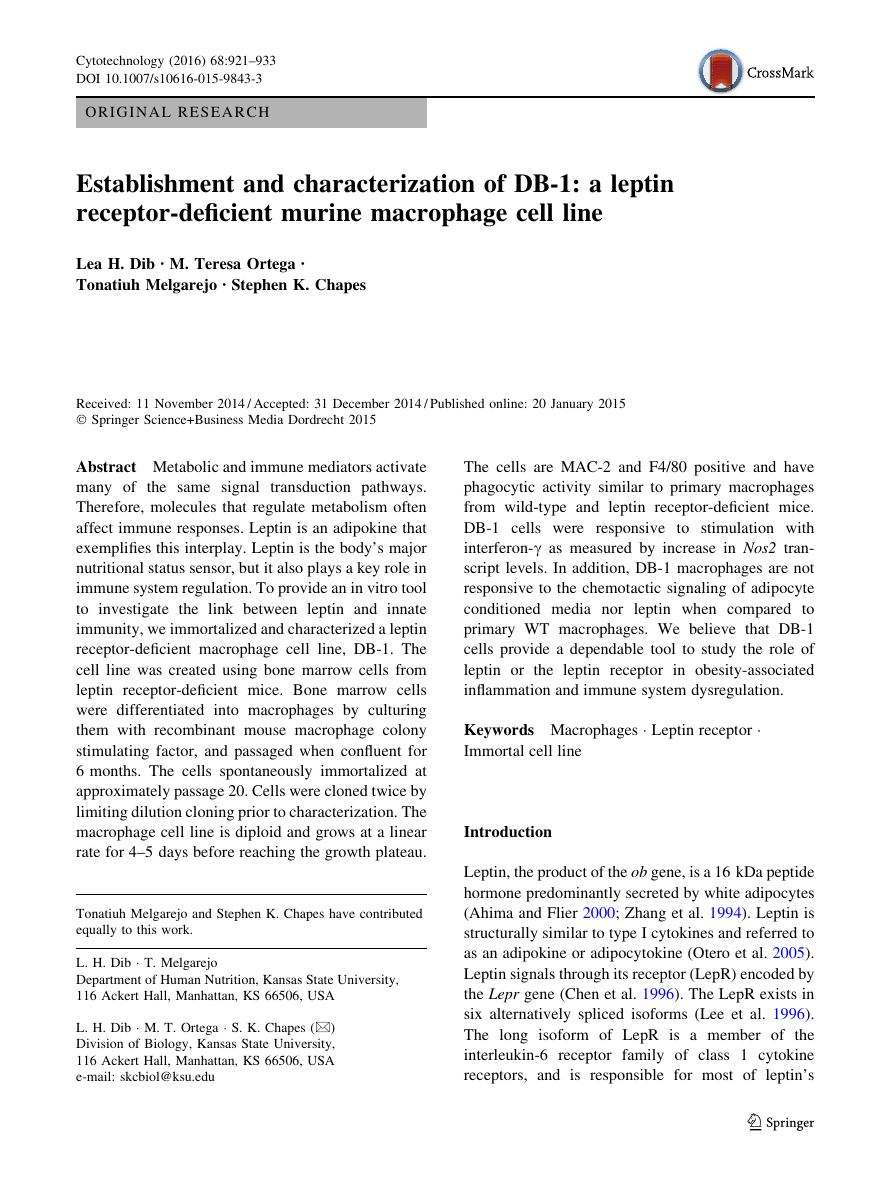 Cytotechnology (2016) 68:921–933
DOI 10.1007/s10616-015-9843-3
CrossMark
ORIGINAL RESEARCH
Establishment and characterization of DB-1: a leptin
receptor-deficient murine macrophage cell line
Lea H. Dib · M. Teresa Ortega ·
Tonatiuh Melgarejo · Stephen K. Chapes
Received: 11 November 2014 / Accepted: 31 December 2014 / Published online: 20 January 2015
© Springer Science+Business Media Dordrecht 2015
Abstract Metabolic and immune mediators activate
many of the same signal transduction pathways.
Therefore, molecules that regulate metabolism often
affect immune responses. Leptin is an adipokine that
exemplifies this interplay. Leptin is the body's major
nutritional status sensor, but it also plays a key role in
immune system regulation. To provide an in vitro tool
to investigate the link between leptin and innate
immunity, we immortalized and characterized a leptin
receptor-deficient macrophage cell line, DB-1. The
cell line was created using bone marrow cells from
leptin receptor-deficient mice. Bone marrow cells
were differentiated into macrophages by culturing
them with recombinant mouse macrophage colony
stimulating factor, and passaged when confluent for
6 months. The cells spontaneously immortalized at
approximately passage 20. Cells were cloned twice by
limiting dilution cloning prior to characterization. The
macrophage cell line is diploid and grows at a linear
rate for 4–5 days before reaching the growth plateau.
The cells are MAC-2 and F4/80 positive and have
phagocytic activity similar to primary macrophages
from wild-type and leptin receptor-deficient mice.
DB-1 cells were responsive to stimulation with
interferon-γ as measured by increase in Nos2 tran-
script levels. In addition, DB-1 macrophages are not
responsive to the chemotactic signaling of adipocyte
conditioned media nor leptin when compared to
primary WT macrophages. We believe that DB-1
cells provide a dependable tool to study the role of
leptin or the leptin receptor in obesity-associated
inflammation and immune system dysregulation.
Keywords Macrophages · Leptin receptor ·
Immortal cell line
Tonatiuh Melgarejo and Stephen K. Chapes have contributed
equally to this work.
L. H. Dib · T. Melgarejo
Department of Human Nutrition, Kansas State University,
116 Ackert Hall, Manhattan, KS 66506, USA
L. H. Dib · M. T. Ortega · S. K. Chapes (✉)
Division of Biology, Kansas State University,
116 Ackert Hall, Manhattan, KS 66506, USA
e-mail: skcbiol@ksu.edu
Introduction
Leptin, the product of the ob gene, is a 16 kDa peptide
hormone predominantly secreted by white adipocytes
(Ahima and Flier 2000; Zhang et al. 1994). Leptin is
structurally similar to type I cytokines and referred to
as an adipokine or adipocytokine (Otero et al. 2005).
Leptin signals through its receptor (LepR) encoded by
the Lepr gene (Chen et al. 1996). The LepR exists in
six alternatively spliced isoforms (Lee et al. 1996).
The long isoform of LepR is a member of the
interleukin-6 receptor family of class 1 cytokine
receptors, and is responsible for most of leptin's
Springer